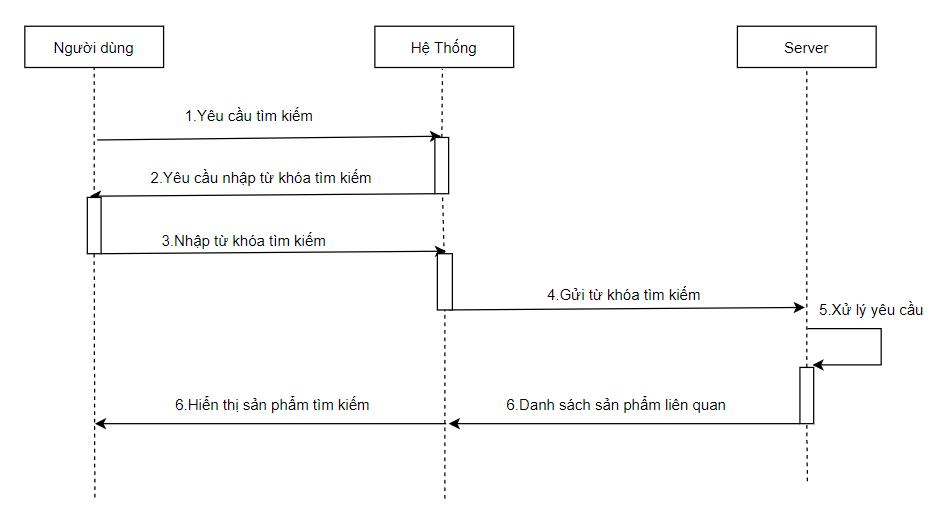 Người dùng
Hệ Thống
Server
1.Yêu cầu tìm kiếm
2.Yêu cầu nhập từ khóa tìm kiếm
3.Nhập từ khóa tìm kiếm
4.Gửi từ khóa tìm kiếm
5.Xử lý yêu cầu
6.Hiển thị sản phẩm tìm kiếm
6.Danh sách sản phẩm liên quan